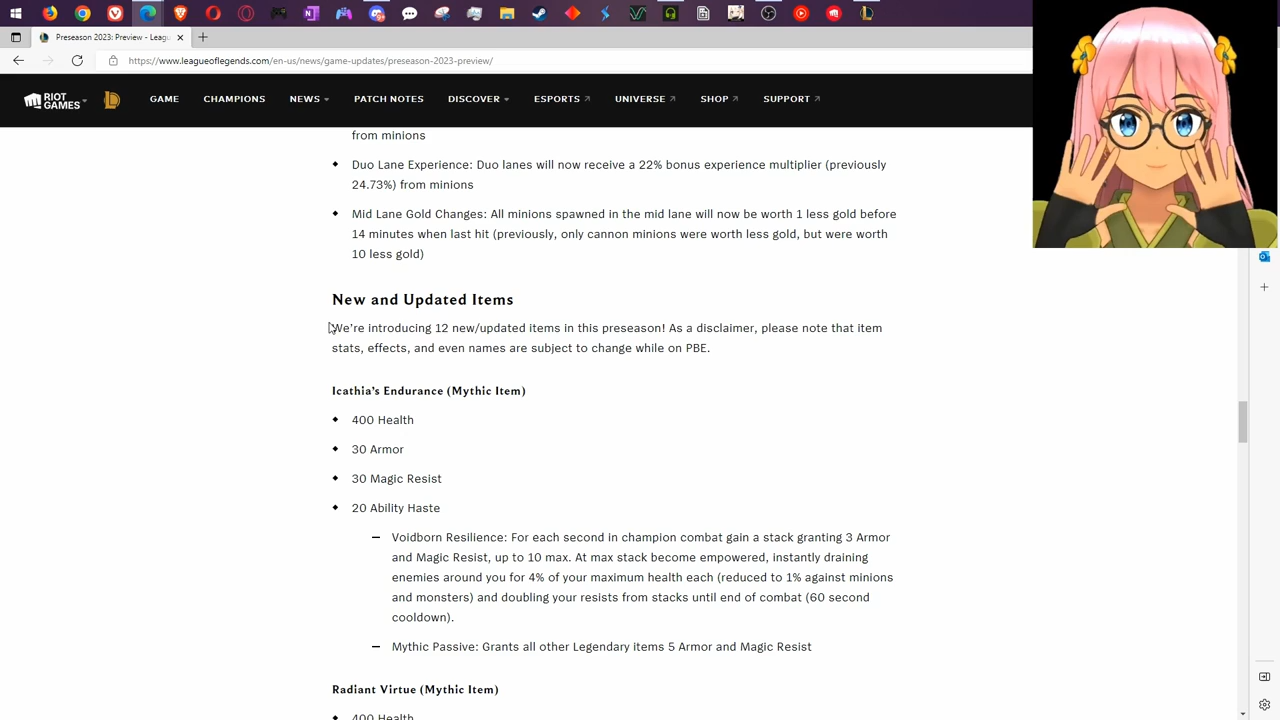 Preseason 2023: Preview - Leagu
https://www.leagueoflegends.com/en-us/news/game-updates/preseason-2023-preview/
RIOT GAMES
GAME CHAMPIONS NEWS PATCH NOTES DISCOVER ESPORTS UNIVERSE SHOP SUPPORT
from minions
Duo Lane Experience: Duo lanes will now receive a 22% bonus experience multiplier (previously
24.73%) from minions
Mid Lane Gold Changes: All minions spawned in the mid lane will now be worth 1 less gold before
14 minutes when last hit (previously, only cannon minions were worth less gold, but were worth
10 less gold)
New and Updated Items
We're introducing 12 new/updated items in this preseason! As a disclaimer, please note that item
stats, effects, and even names are subject to change while on PBE.
Icathia's Endurance (Mythic Item)
400 Health
30 Armor
30 Magic Resist
20 Ability Haste
Voidborn Resilience: For each second in champion combat gain a stack granting 3 Armor
and Magic Resist, up to 10 max. At max stack become empowered, instantly draining
enemies around you for 4% of your maximum health each (reduced to 1% against minions
and monsters) and doubling your resists from stacks until end of combat (60 second
cooldown).
Mythic Passive: Grants all other Legendary items 5 Armor and Magic Resist
Radiant Virtue (Mythic Item)
400 Health